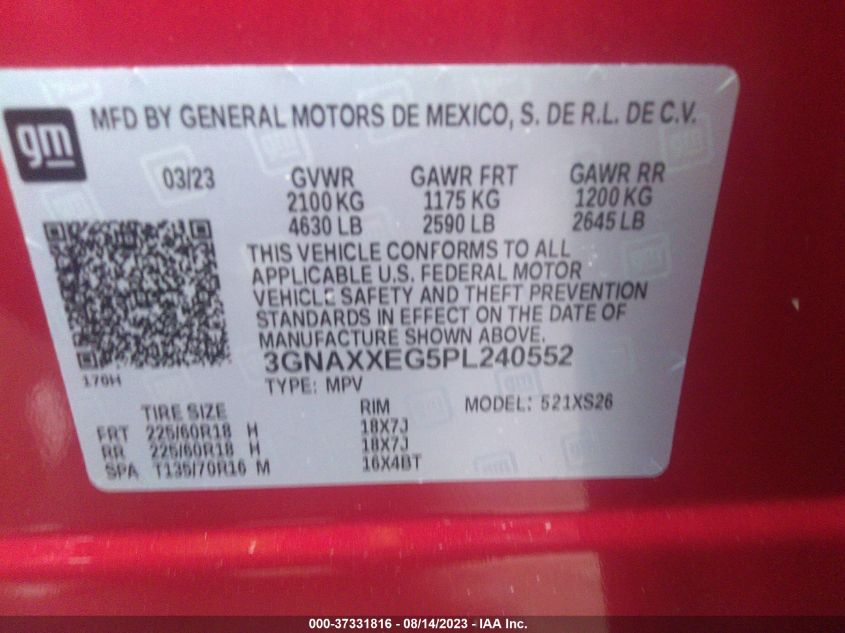 gm
MFD BY GENERAL MOTORS DE MEXICO, S. DE R.L. DE C.V.
03/23 GVWR GAWR FRT GAWR RR
2100 KG 1175 KG 1200 KG
4630 LB 2590 LB 2645 LB
THIS VEHICLE CONFORMS TO ALL
APPLICABLE U.S. FEDERAL MOTOR
VEHICLE SAFETY AND THEFT PREVENTION
STANDARDS IN EFFECT ON THE DATE OF
MANUFACTURE SHOWN ABOVE.
3GNAXXEG5PL240552
176H
TYPE: MPV
TIRE SIZE RIM MODEL: 521XS26
FRT 225/60R18 H 18X7J
RR 225/60R18 H 18X7J
SPA T135/70R16 M 16X4BT
000-37331816 - 08/14/2023 - IAA Inc.